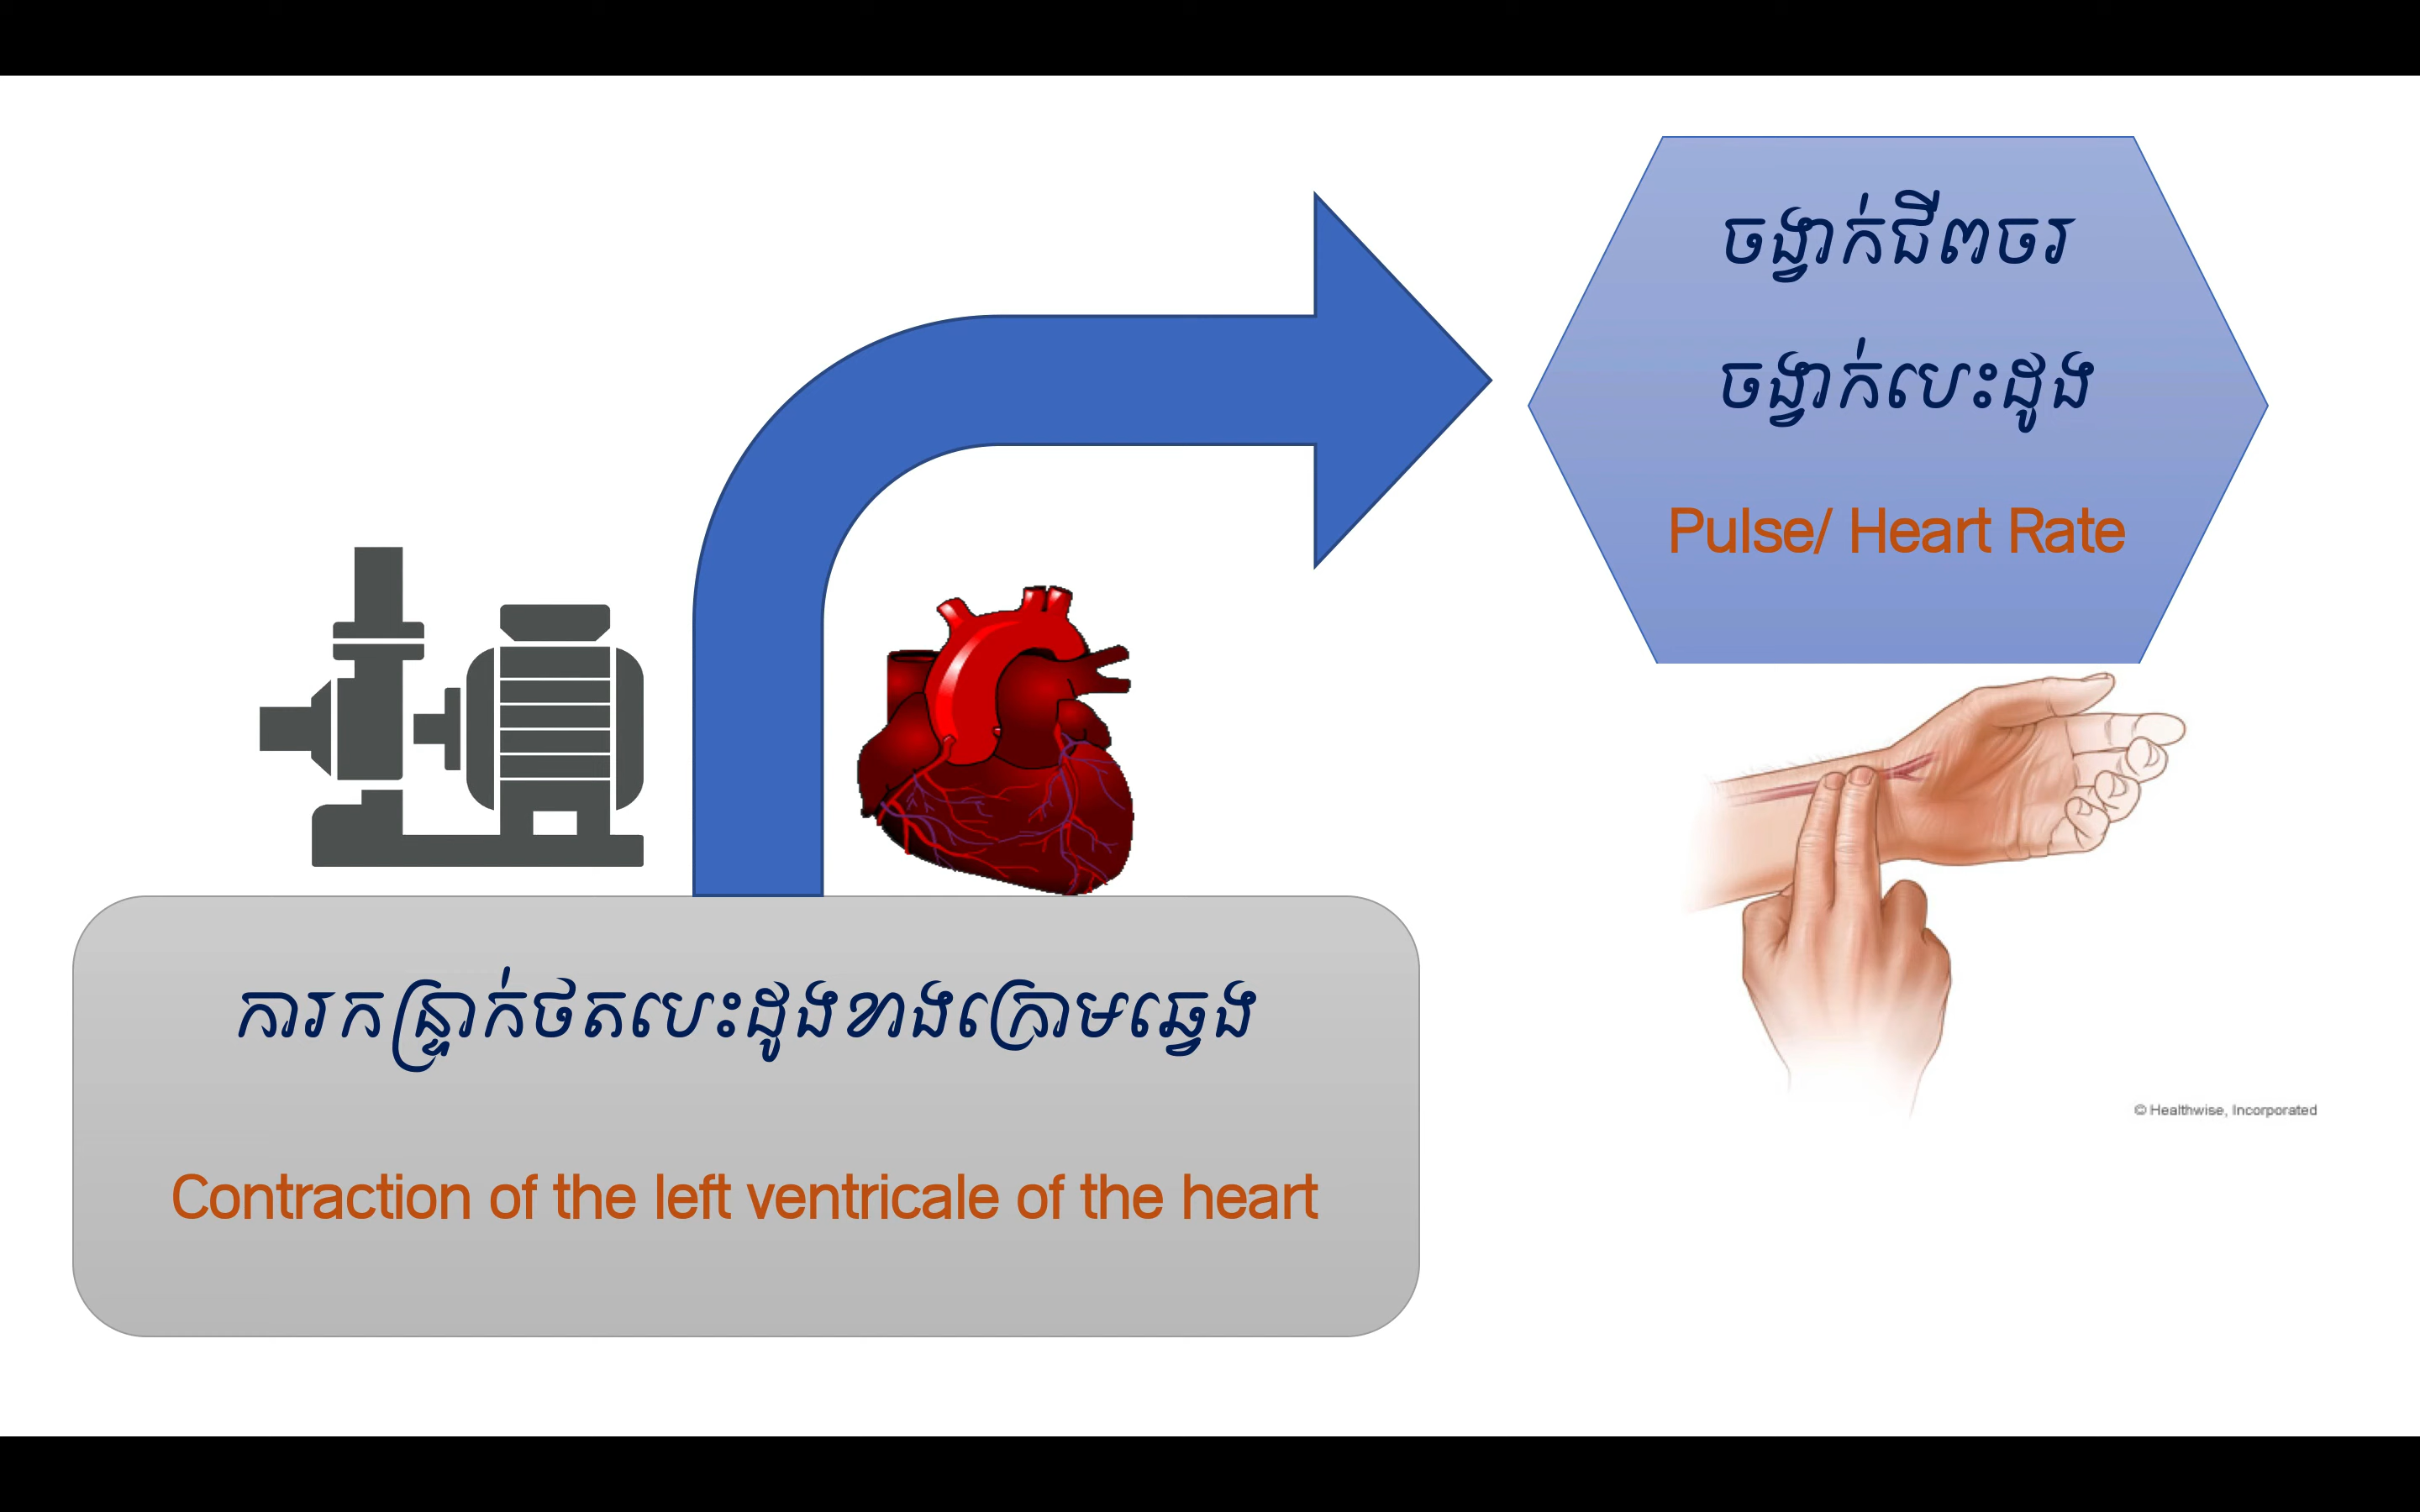 ចង្វាក់ជីពចរ
ចង្វាក់បេះដូង
Pulse/ Heart Rate
© Healthwise, Incorporated
ការកន្ត្រាក់ថតបេះដូងខាងក្រោមឆ្វេង
Contraction of the left ventricale of the heart